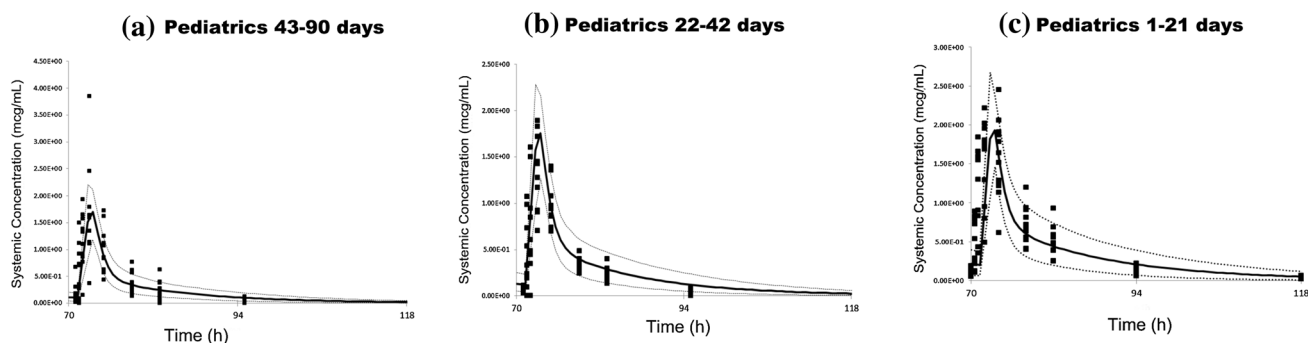 (a) Pediatrics 43-90 days
Systemic Concentration (mcg/mL)
4.50E+00
4.00E+00
3.50E+00
3.00E+00
2.50E+00
2.00E+00
1.50E+00
1.00E+00
5.00E-01
0.00E+00
70
94
118
Time (h)
(b) Pediatrics 22-42 days
Systemic Concentration (mcg/mL)
2.50E+00
2.00E+00
1.50E+00
1.00E+00
5.00E-01
0.00E+00
70
94
118
Time (h)
(c) Pediatrics 1-21 days
Systemic Concentration (mcg/mL)
3.00E+00
2.50E+00
2.00E+00
1.50E+00
1.00E+00
5.00E-01
0.00E+00
70
94
118
Time (h)